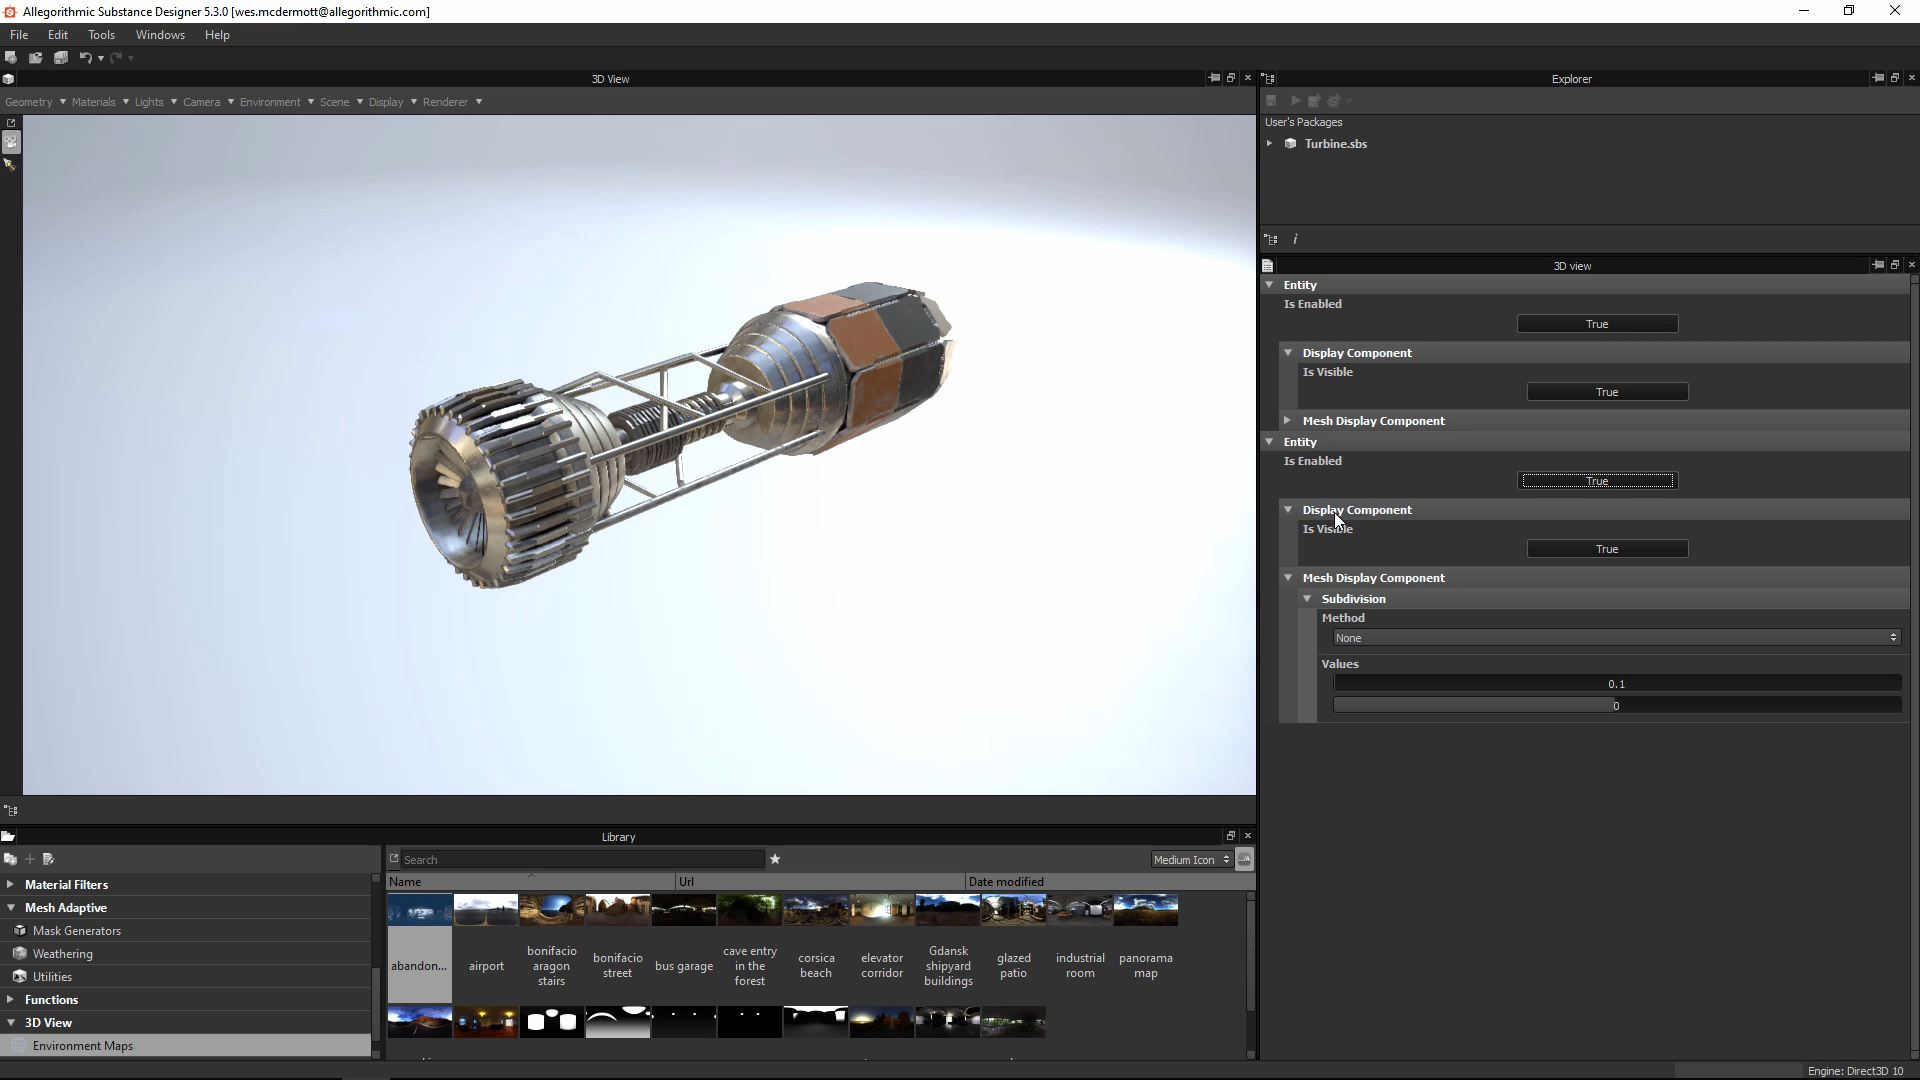 Allegorithmic Substance Designer 5.3.0 [wes.mcdermott@allegorithmic.com]
File Edit Tools Windows Help
3D View
Geometry Materials Lights Camera Environment Scene Display Renderer
Explorer
User's Packages
Turbine.sbs
i
3D view
Entity
Is Enabled
True
Display Component
Is Visible
True
Mesh Display Component
Entity
Is Enabled
True
Display Component
Is Visible
True
Mesh Display Component
Subdivision
Method
None
Values
0.1
0
Library
Search
Medium Icon
Name Url Date modified
Material Filters
Mesh Adaptive
Mask Generators
Weathering
Utilities
Functions
3D View
Environment Maps
abandon...
airport
bonifacio
aragon
stairs
bonifacio
street
bus garage
cave entry
in the
forest
corsica
beach
elevator
corridor
Gdansk
shipyard
buildings
glazed
patio
industrial
room
panorama
map
Engine: Direct3D 10